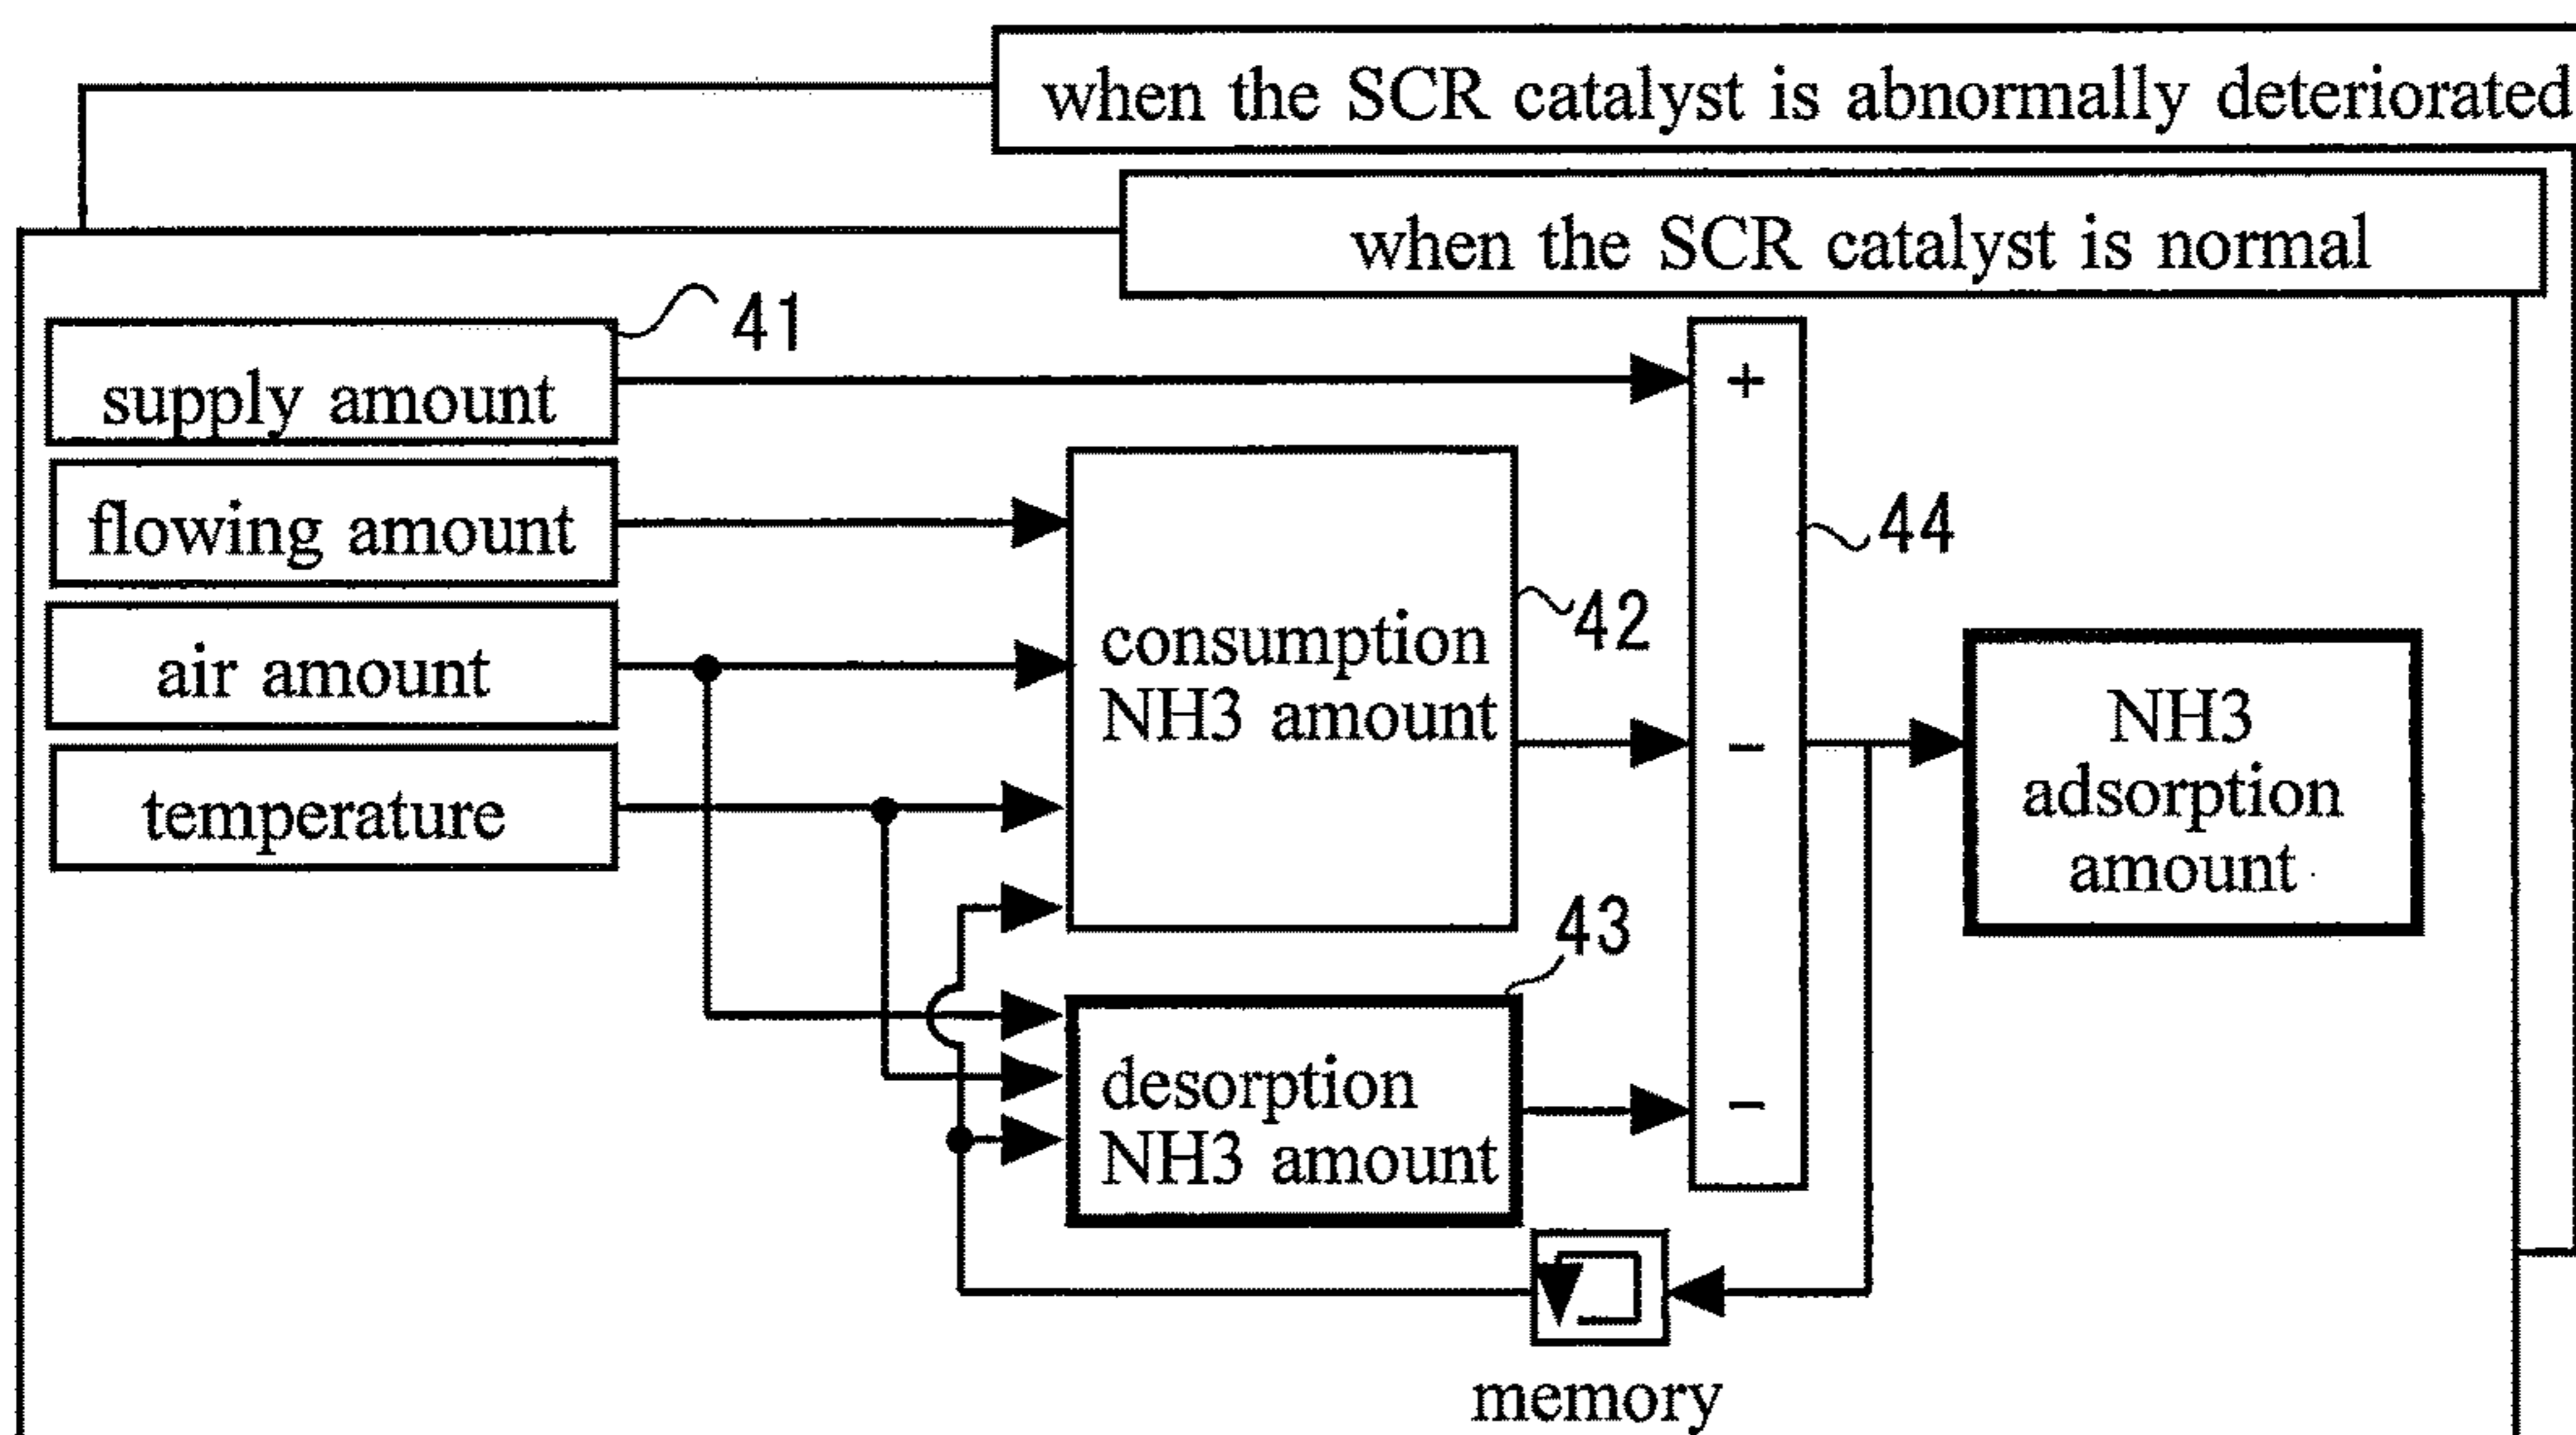 when the SCR catalyst is abnormally deteriorated
when the SCR catalyst is normal
41
supply amount
+
flowing amount
44
consumption
NH3 amount
42
air amount
NH3
adsorption
amount
−
temperature
43
desorption
NH3 amount
−
memory